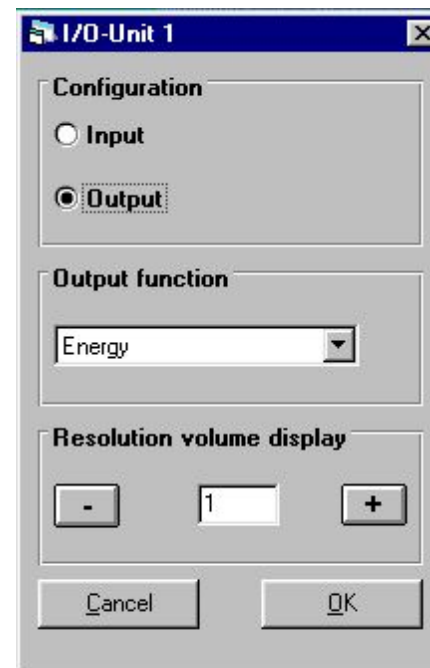 I/O-Unit 1
Configuration
Input
Output
Output function
Energy
Resolution volume display
- 1 +
Cancel OK